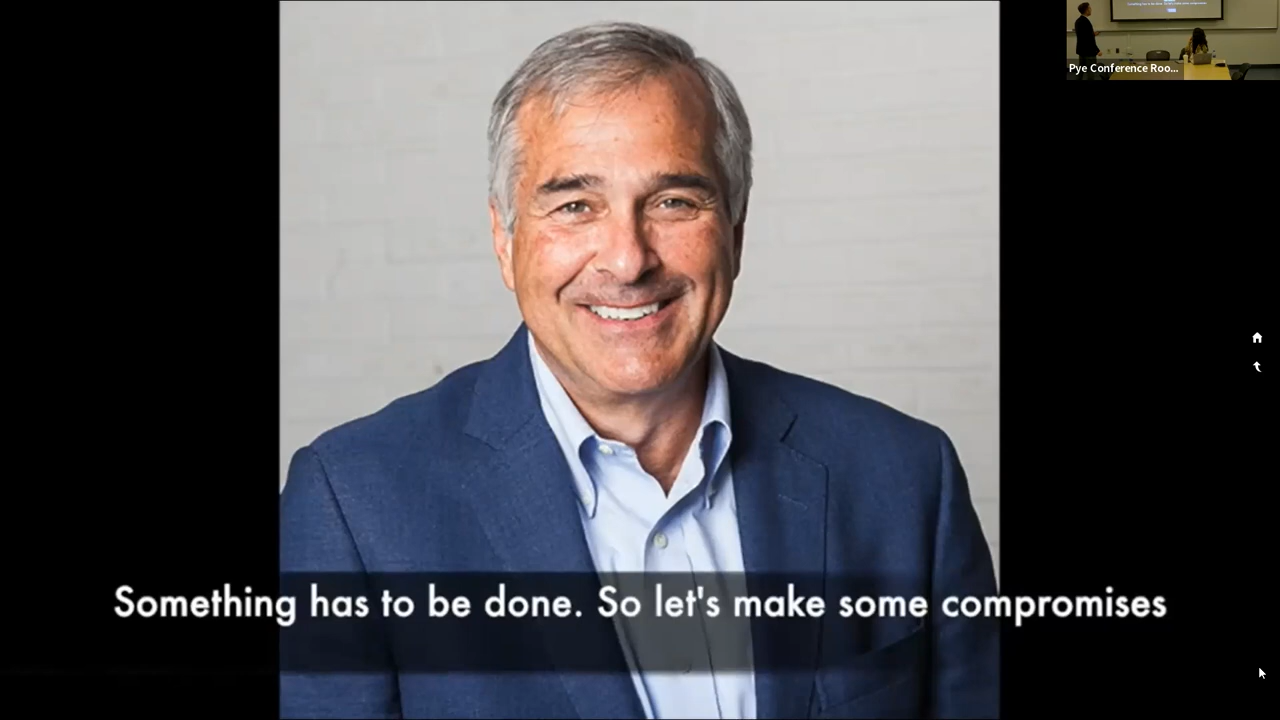 Pye Conference Roo...
Something has to be done. So let's make some compromises